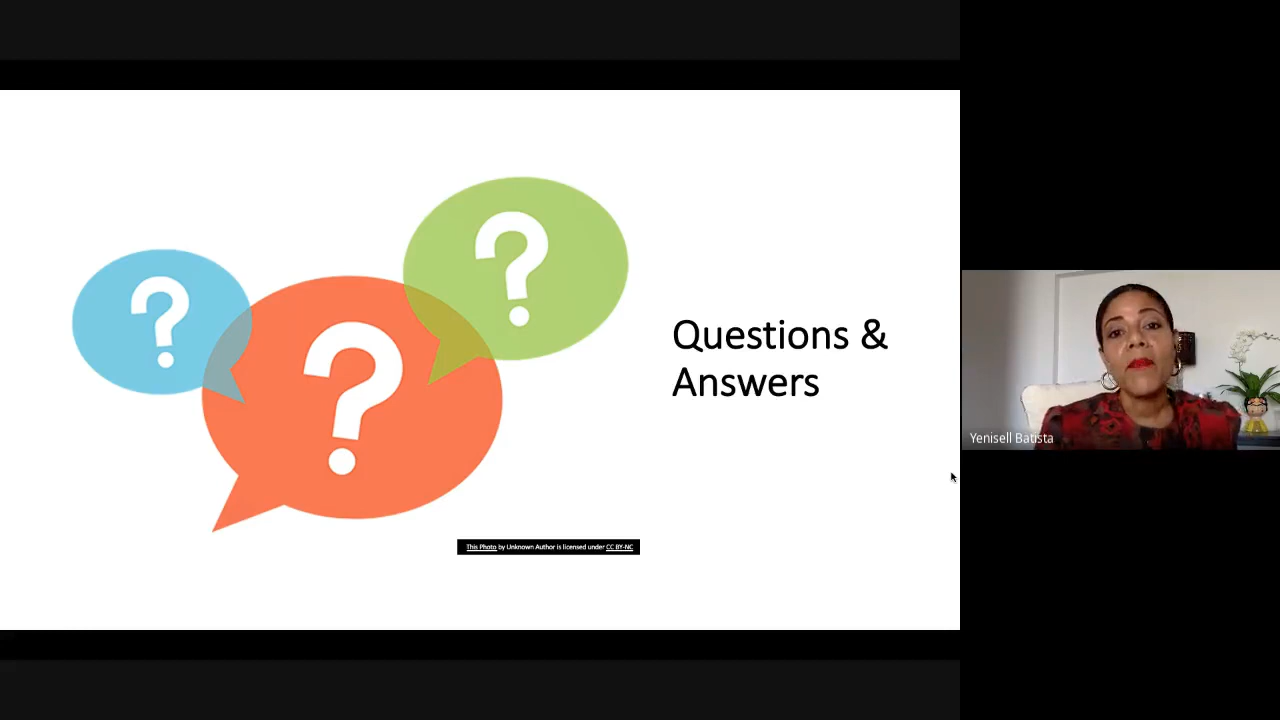 ?
?
?
Questions &
Answers
This Photo by Unknown Author is licensed under CC BY-NC
Yenisell Batista